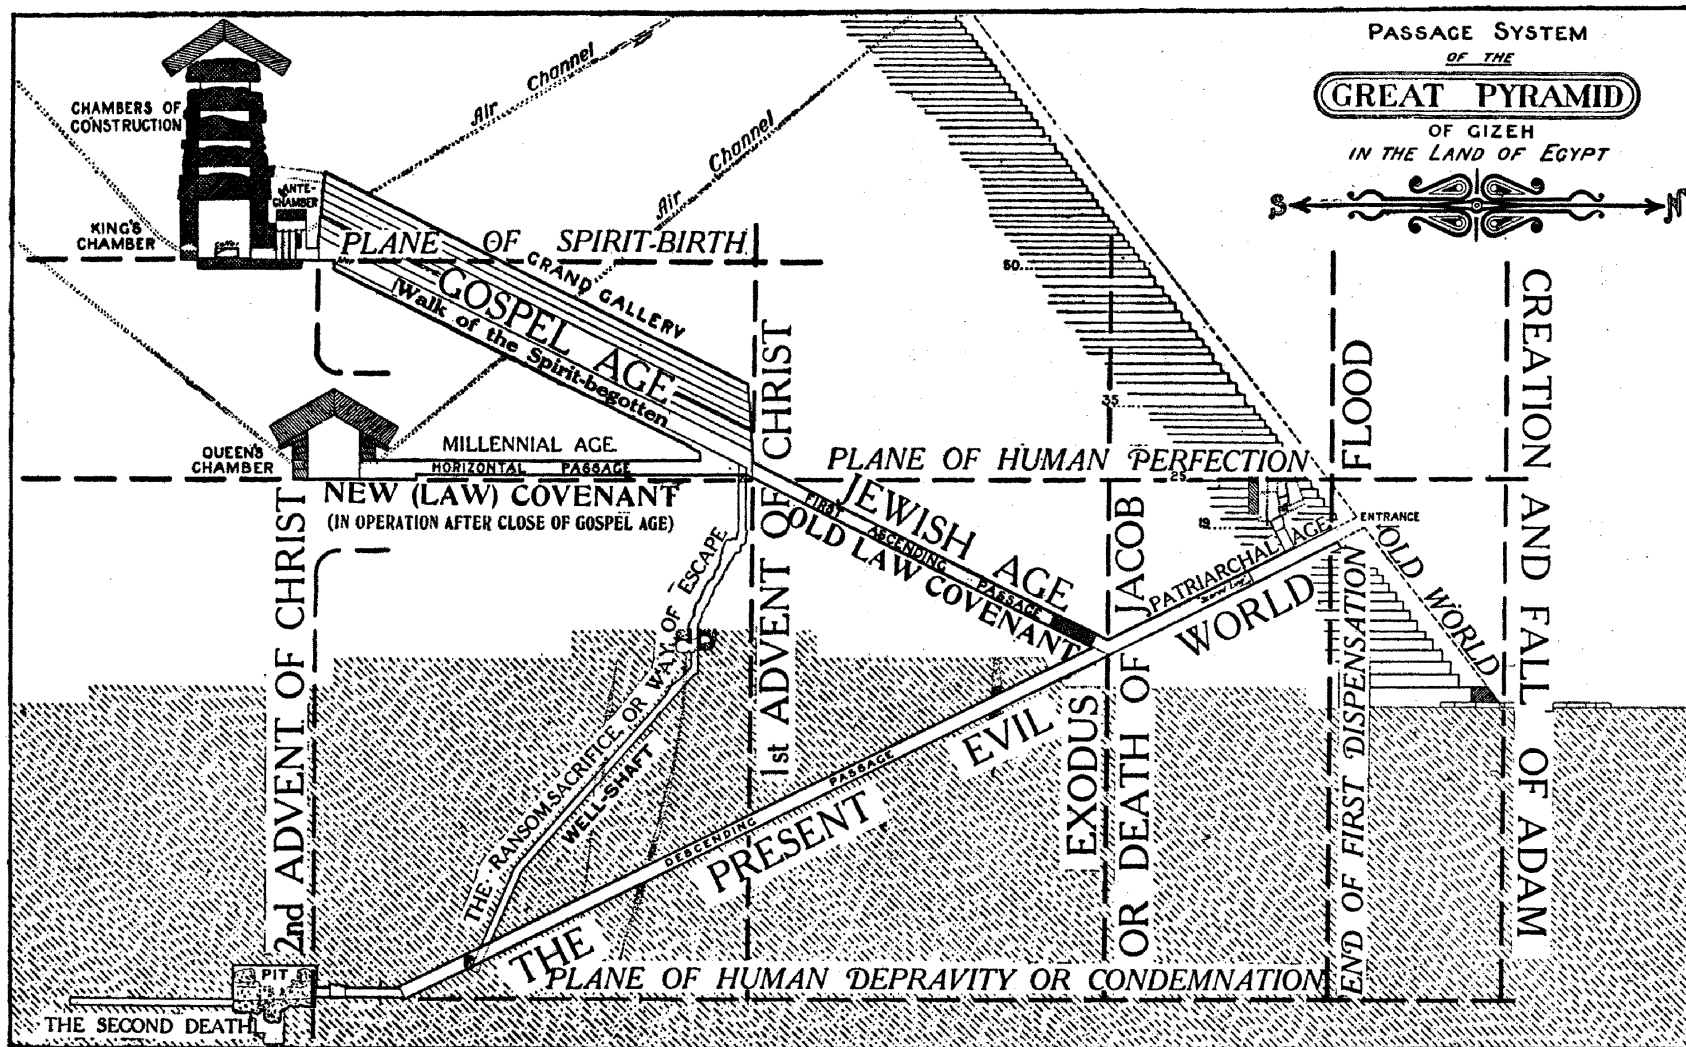 PASSAGE SYSTEM
OF THE
GREAT PYRAMID
OF GIZEH
IN THE LAND OF EGYPT
S
N
CHAMBERS OF
CONSTRUCTION
Air Channel
Air Channel
ANTE-
CHAMBER
KING'S
CHAMBER
PLANE OF SPIRIT-BIRTH
GRAND GALLERY
GOSPEL AGE
Walk of the Spirit-begotten
50
35
25
19
QUEEN'S
CHAMBER
MILLENNIAL AGE.
HORIZONTAL PASSAGE
NEW (LAW) COVENANT
(IN OPERATION AFTER CLOSE OF GOSPEL AGE)
PLANE OF HUMAN PERFECTION
JEWISH AGE
FIRST ASCENDING PASSAGE
OLD LAW COVENANT
PATRIARCHAL AGE
ENTRANCE
OLD WORLD
THE RANSOM-SACRIFICE, OR WAY OF ESCAPE
WELL-SHAFT
THE PRESENT EVIL WORLD
DESCENDING PASSAGE
2nd ADVENT OF CHRIST
1st ADVENT OF CHRIST
EXODUS
OR DEATH OF JACOB
FLOOD
END OF FIRST DISPENSATION
CREATION AND FALL OF ADAM
PIT
PLANE OF HUMAN DEPRAVITY OR CONDEMNATION
THE SECOND DEATH